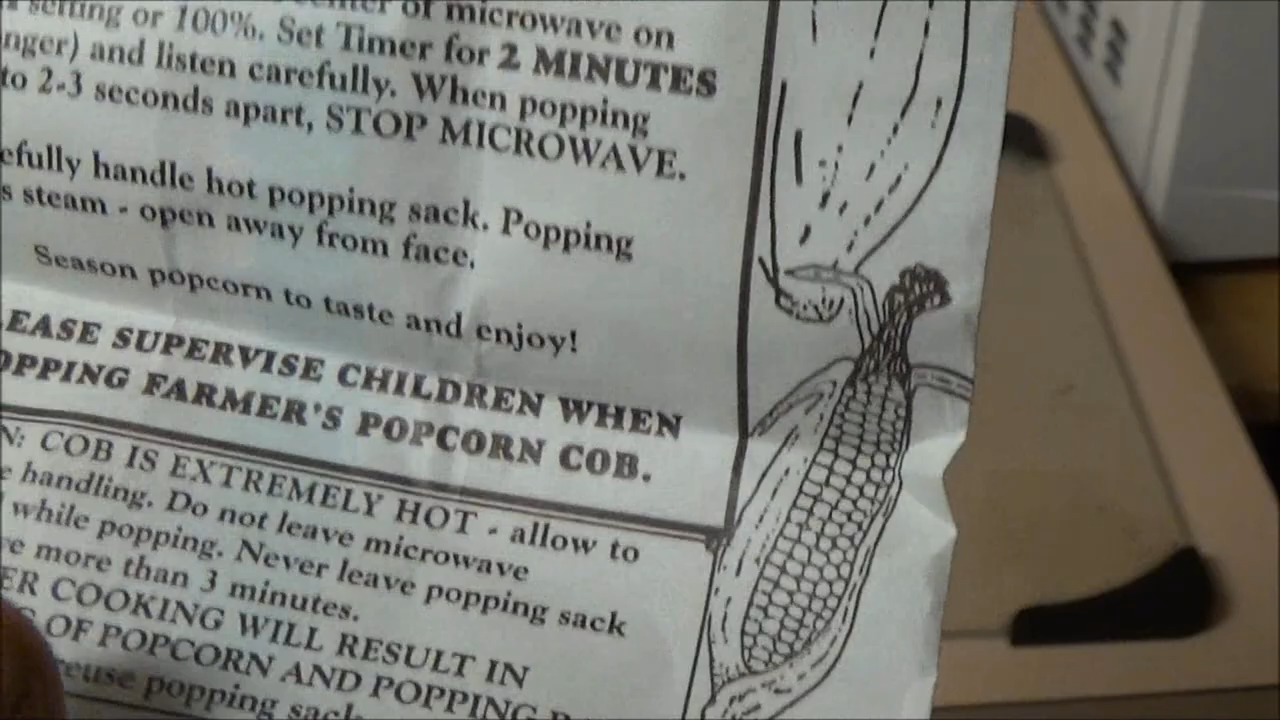 setting or 100%. Set Timer for 2 MINUTES
of microwave on
nger) and listen carefully. When popping
to 2-3 seconds apart, STOP MICROWAVE.
efully handle hot popping sack. Popping
s steam - open away from face.
Season popcorn to taste and enjoy!
EASE SUPERVISE CHILDREN WHEN
OPPING FARMER'S POPCORN COB.
N: COB IS EXTREMELY HOT - allow to
e handling. Do not leave microwave
while popping. Never leave popping sack
e more than 3 minutes.
ER COOKING WILL RESULT IN
OF POPCORN AND POPPING
reuse popping sack